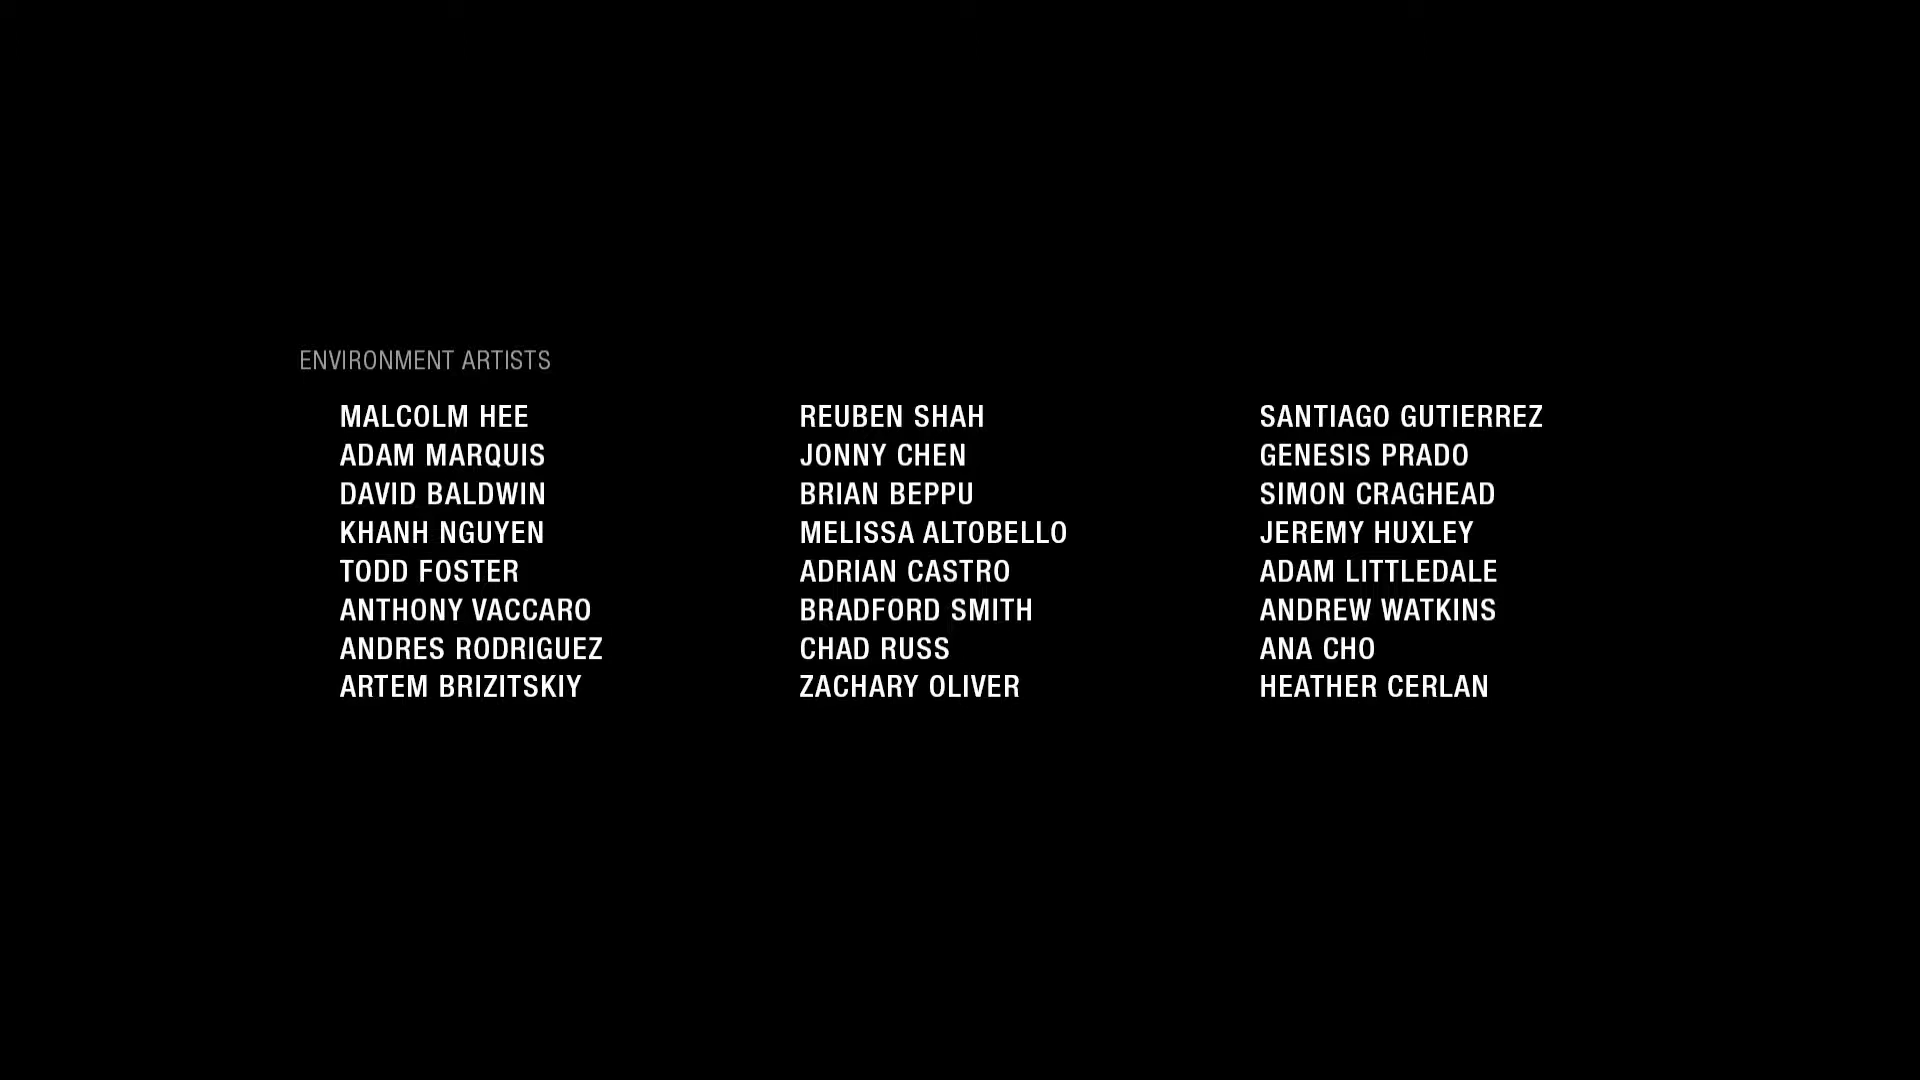 ENVIRONMENT ARTISTS
MALCOLM HEE
ADAM MARQUIS
DAVID BALDWIN
KHANH NGUYEN
TODD FOSTER
ANTHONY VACCARO
ANDRES RODRIGUEZ
ARTEM BRIZITSKIY
REUBEN SHAH
JONNY CHEN
BRIAN BEPPU
MELISSA ALTOBELLO
ADRIAN CASTRO
BRADFORD SMITH
CHAD RUSS
ZACHARY OLIVER
SANTIAGO GUTIERREZ
GENESIS PRADO
SIMON CRAGHEAD
JEREMY HUXLEY
ADAM LITTLEDALE
ANDREW WATKINS
ANA CHO
HEATHER CERLAN